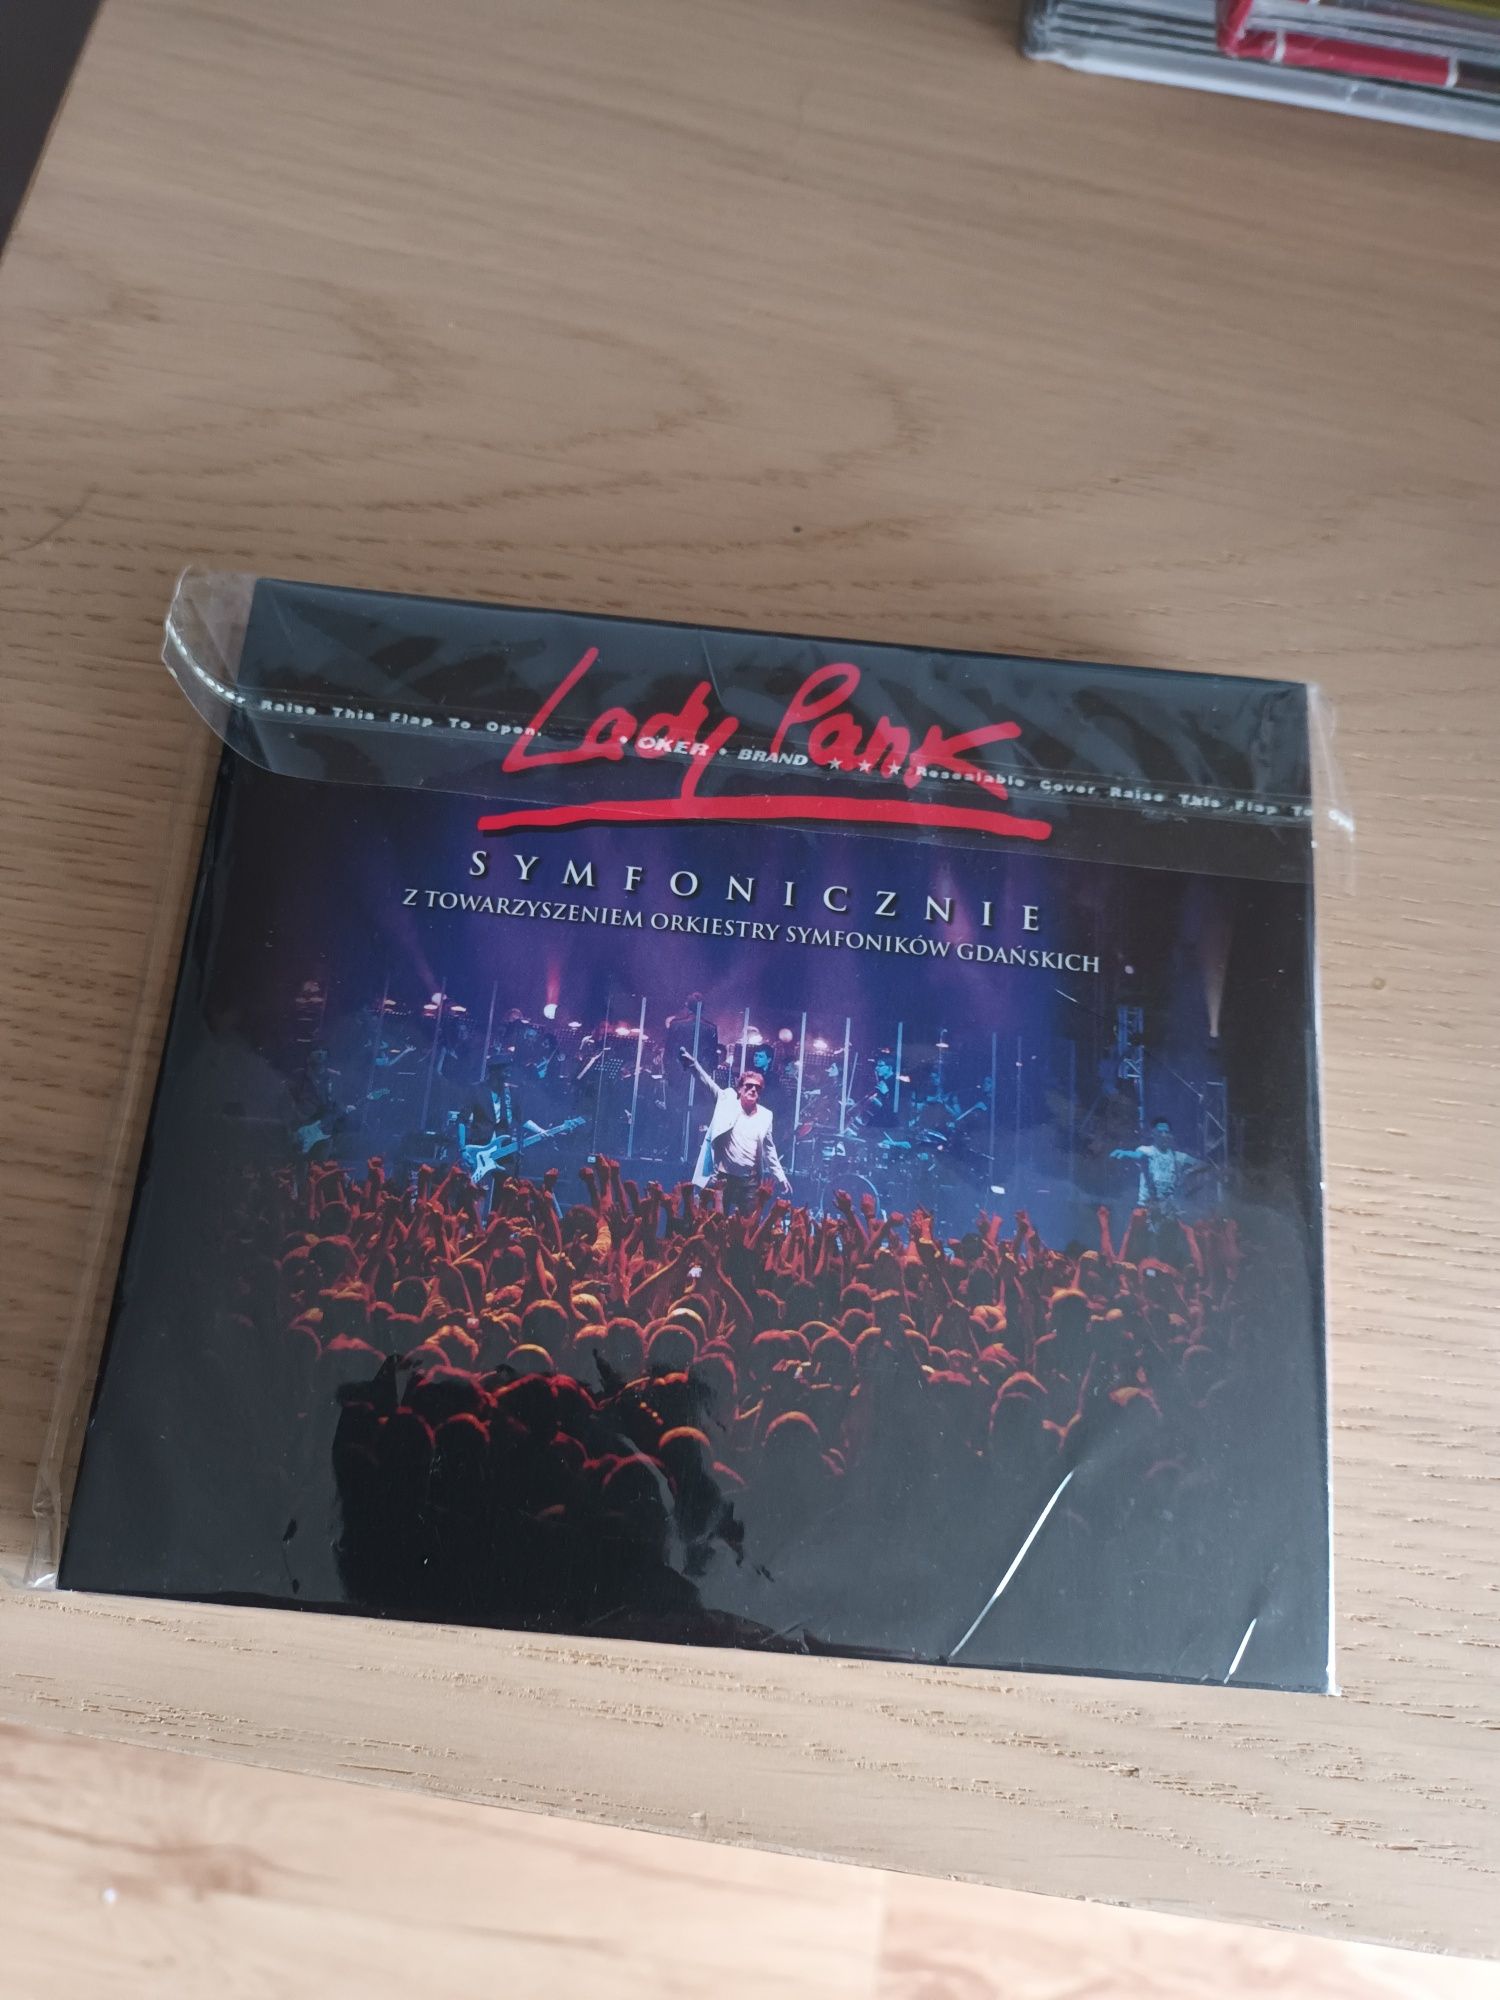 Lady Pank
over Raise This Flap To Open. OKER ♦ BRAND ★ ★ ★ Resealable Cover Raise This Flap To
SYMFONICZNIE
Z TOWARZYSZENIEM ORKIESTRY SYMFONIKÓW GDAŃSKICH